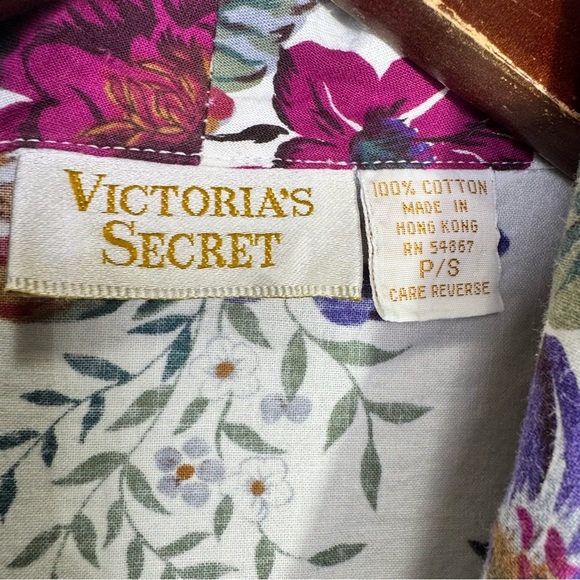 VICTORIA'S
SECRET
100% COTTON
MADE IN
HONG KONG
RN 54867
P/S
CARE REVERSE